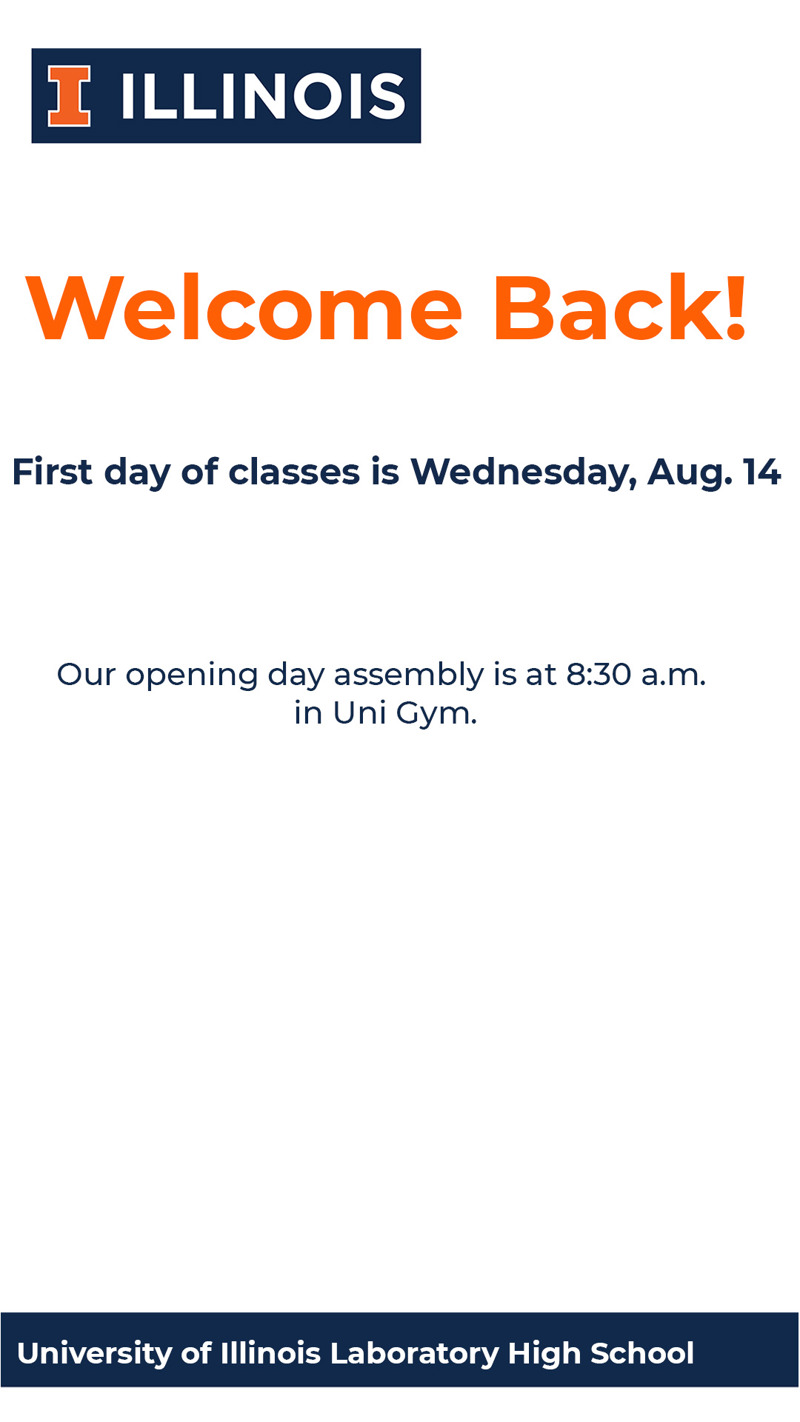 I ILLINOIS
Welcome Back!
First day of classes is Wednesday, Aug. 14
Our opening day assembly is at 8:30 a.m.
in Uni Gym.
University of Illinois Laboratory High School